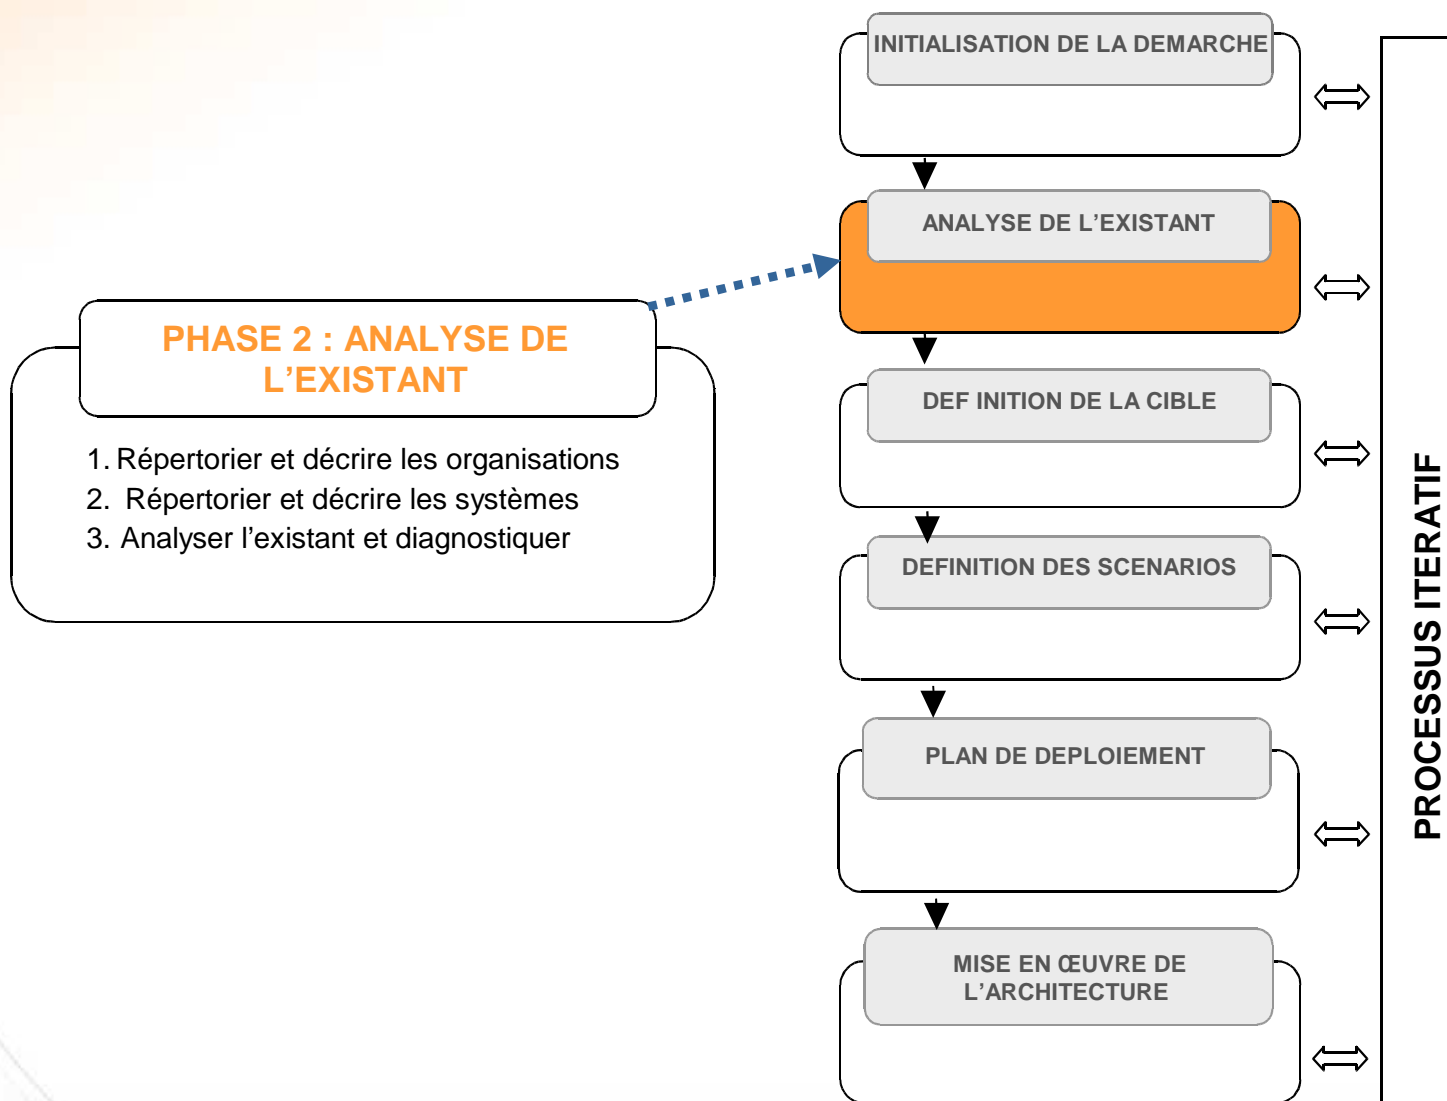 INITIALISATION DE LA DEMARCHE
ANALYSE DE L’EXISTANT
PHASE 2 : ANALYSE DE
L’EXISTANT
1. Répertorier et décrire les organisations
2. Répertorier et décrire les systèmes
3. Analyser l’existant et diagnostiquer
DEF INITION DE LA CIBLE
DEFINITION DES SCENARIOS
PLAN DE DEPLOIEMENT
MISE EN ŒUVRE DE
L’ARCHITECTURE
PROCESSUS ITERATIF